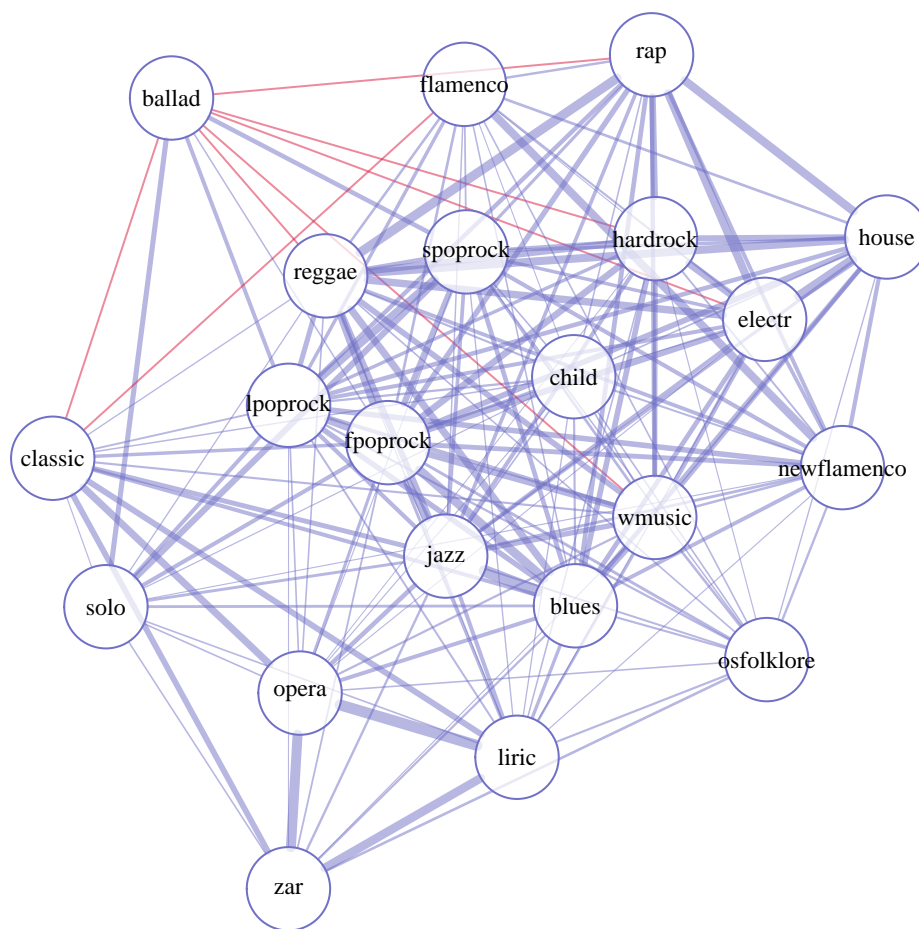 rap
flamenco
ballad
spoprock
hardrock
house
reggae
electr
child
lpoprock
fpoprock
classic
newflamenco
wmusic
jazz
solo
blues
osfolklore
opera
liric
zar